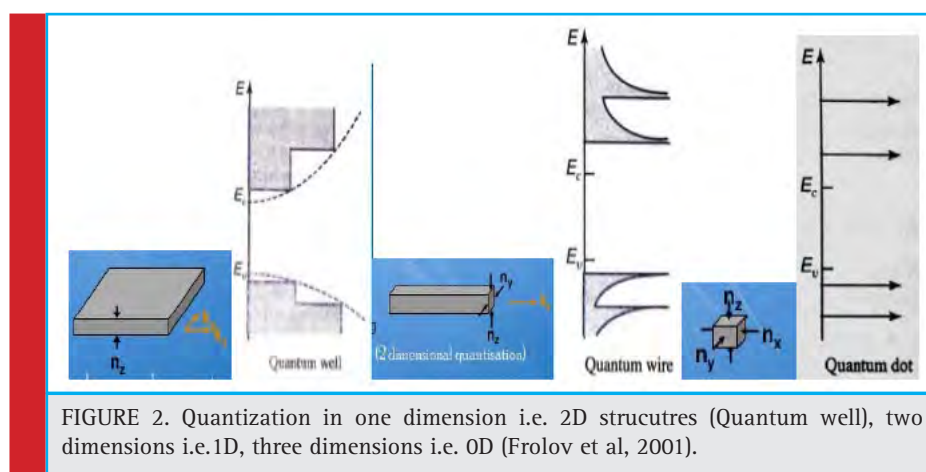 E
E
E
E_c
E_c
E_c
E_v
E_v
E_v
n_z
n_y
n_z
(2 dimensional quantisation)
n_z
n_x
n_y
Quantum well
Quantum wire
Quantum dot
FIGURE 2. Quantization in one dimension i.e. 2D strucutres (Quantum well), two
dimensions i.e.1D, three dimensions i.e. 0D (Frolov et al, 2001).